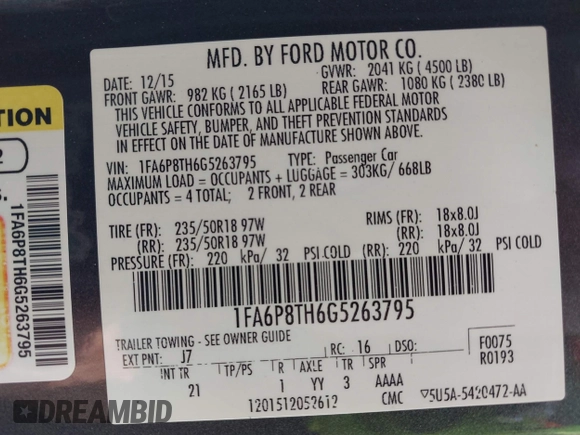 MFD. BY FORD MOTOR CO.
DATE: 12/15 GVWR: 2041 KG (4500 LB)
FRONT GAWR: 982 KG (2165 LB) REAR GAWR: 1080 KG (2380 LB)
THIS VEHICLE CONFORMS TO ALL APPLICABLE FEDERAL MOTOR
VEHICLE SAFETY, BUMPER, AND THEFT PREVENTION STANDARDS
IN EFFECT ON THE DATE OF MANUFACTURE SHOWN ABOVE.
VIN: 1FA6P8TH6G5263795 TYPE: Passenger Car
MAXIMUM LOAD = OCCUPANTS + LUGGAGE = 303KG/ 668LB
OCCUPANTS = 4 TOTAL; 2 FRONT, 2 REAR
TIRE (FR): 235/50R18 97W RIMS (FR): 18x8.0J
(RR): 235/50R18 97W (RR): 18x8.0J
PRESSURE (FR): 220 kPa/ 32 PSI COLD (RR): 220 kPa/ 32 PSI COLD
1FA6P8TH6G5263795
TRAILER TOWING - SEE OWNER GUIDE
EXT PNT: J7 RC: 16 DSO: F0075
INT TR TP/PS R AXLE TR SPR R0193
21 I YY 3 AAAA
1201512052612 CMC ▽5U5A-5420472-AA
TION
2
1FA6P8TH6G5263795
DREAMBID